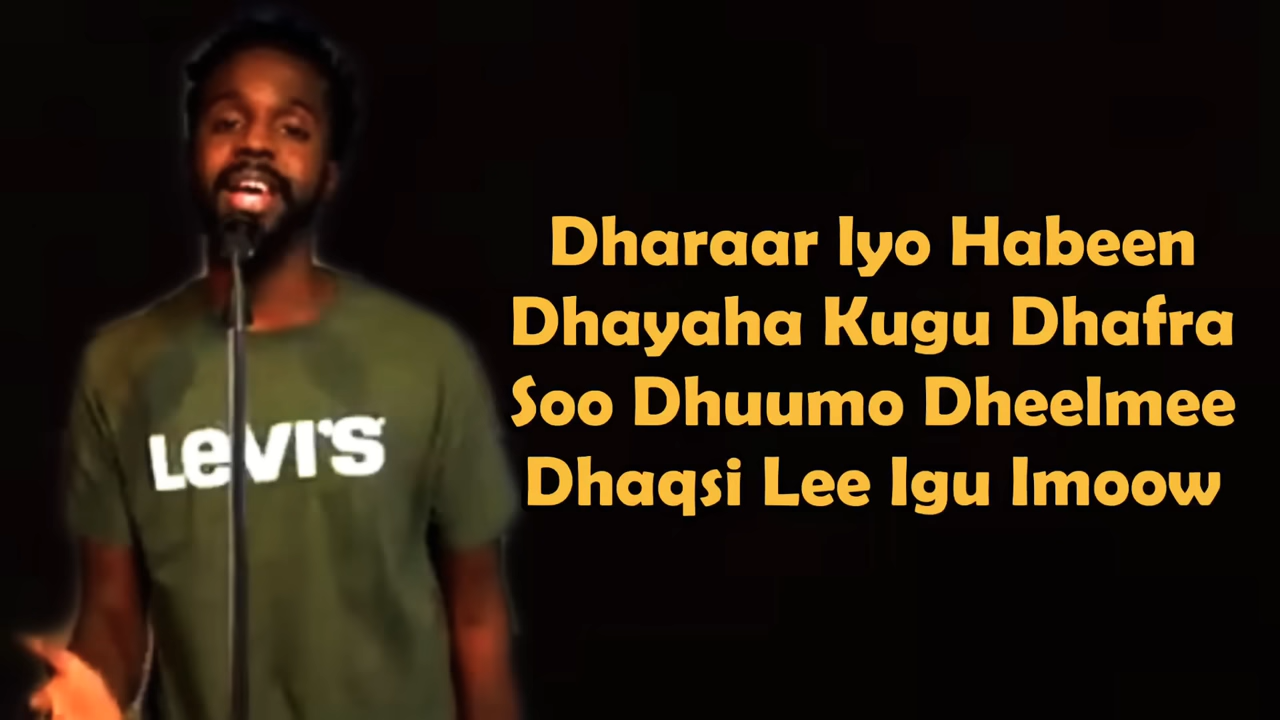 LEVI'S
Dharaar Iyo Habeen
Dhayaha Kugu Dhafra
Soo Dhuumo Dheelmee
Dhaqsi Lee Igu Imoow